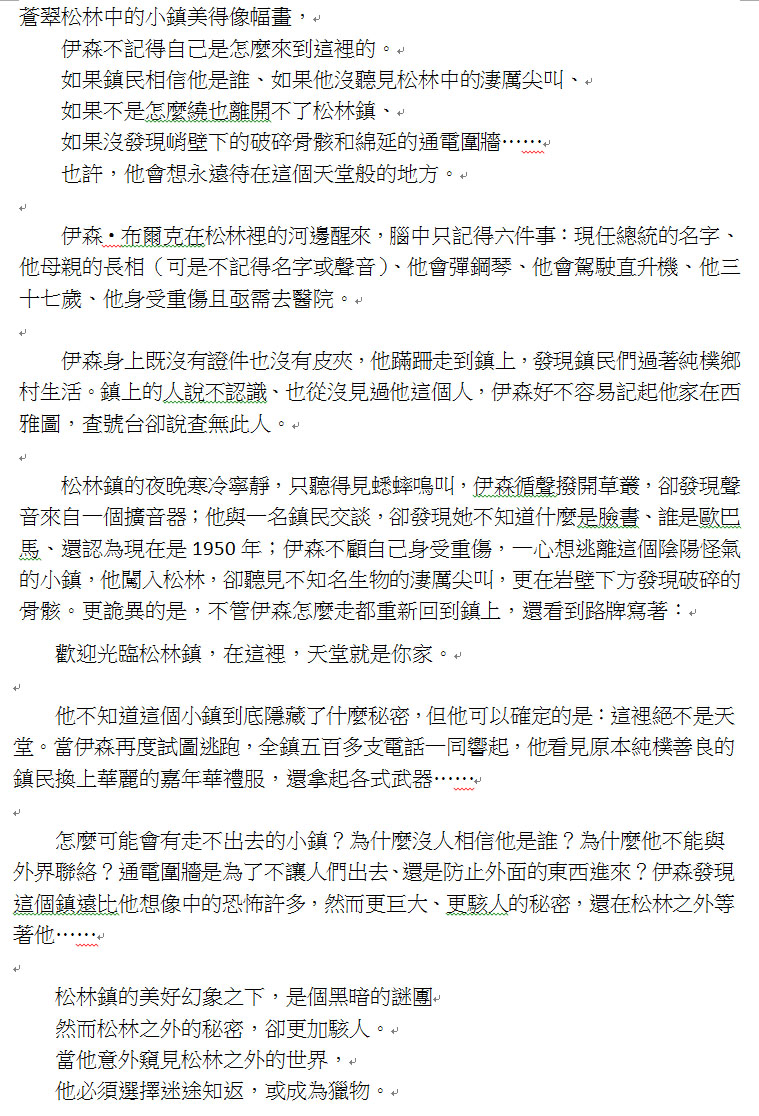 蒼翠松林中的小鎮美得像幅畫，
伊森不記得自己是怎麼來到這裡的。
如果鎮民相信他是誰、如果他沒聽見松林中的淒厲尖叫、
如果不是怎麼繞也離開不了松林鎮、
如果沒發現峭壁下的破碎骨骸和綿延的通電圍牆⋯⋯
也許，他會想永遠待在這個天堂般的地方。
伊森‧布爾克在松林裡的河邊醒來，腦中只記得六件事：現任總統的名字、
他母親的長相（可是不記得名字或聲音）、他會彈鋼琴、他會駕駛直升機、他三
十七歲、他身受重傷且亟需去醫院。
伊森身上既沒有證件也沒有皮夾，他蹣跚走到鎮上，發現鎮民們過著純樸鄉
村生活。鎮上的人說不認識、也從沒見過他這個人，伊森好不容易記起他家在西
雅圖，查號台卻說查無此人。
松林鎮的夜晚寒冷寧靜，只聽得見蟋蟀鳴叫，伊森循聲撥開草叢，卻發現聲
音來自一個擴音器；他與一名鎮民交談，卻發現她不知道什麼是臉書、誰是歐巴
馬、還認為現在是 1950 年；伊森不顧自己身受重傷，一心想逃離這個陰陽怪氣
的小鎮，他闖入松林，卻聽見不知名生物的淒厲尖叫，更在岩壁下方發現破碎的
骨骸。更詭異的是，不管伊森怎麼走都重新回到鎮上，還看到路牌寫著：
歡迎光臨松林鎮，在這裡，天堂就是你家。
他不知道這個小鎮到底隱藏了什麼秘密，但他可以確定的是：這裡絕不是天
堂。當伊森再度試圖逃跑，全鎮五百多支電話一同響起，他看見原本純樸善良的
鎮民換上華麗的嘉年華禮服，還拿起各式武器⋯⋯
怎麼可能會有走不出去的小鎮？為什麼沒人相信他是誰？為什麼他不能與
外界聯絡？通電圍牆是為了不讓人們出去、還是防止外面的東西進來？伊森發現
這個鎮遠比他想像中的恐怖許多，然而更巨大、更駭人的秘密，還在松林之外等
著他⋯⋯
松林鎮的美好幻象之下，是個黑暗的謎團
然而松林之外的秘密，卻更加駭人。
當他意外窺見松林之外的世界，
他必須選擇迷途知返，或成為獵物。